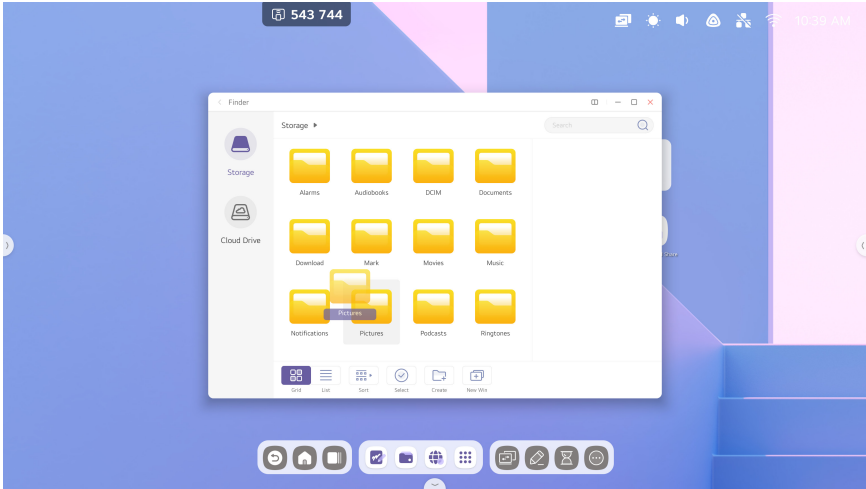 543 744
10:39 AM
Finder
Storage
Search
Storage
Cloud Drive
Alarms
Audiobooks
DCIM
Documents
Download
Mark
Movies
Music
Pictures
Notifications
Pictures
Podcasts
Ringtones
Share
Grid
List
Sort
Select
Create
New Win